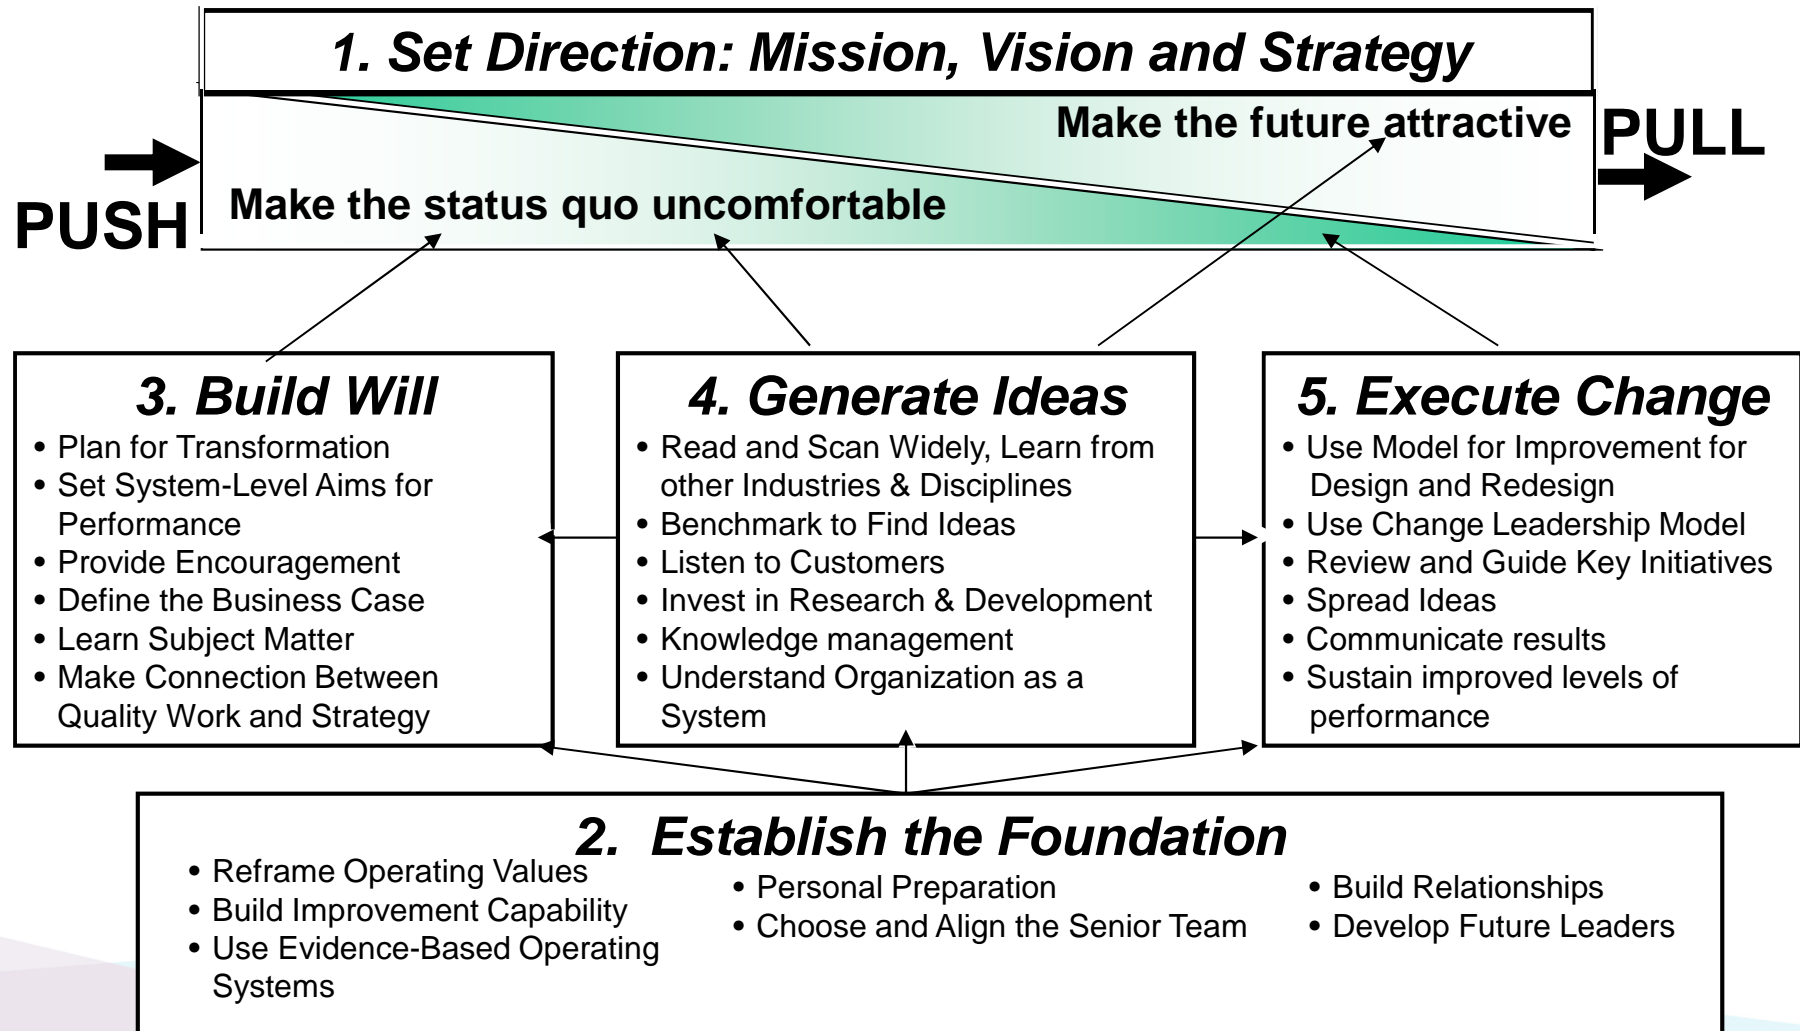 1. Set Direction: Mission, Vision and Strategy
Make the future attractive
PULL
PUSH
Make the status quo uncomfortable
3. Build Will
• Plan for Transformation
• Set System-Level Aims for
Performance
• Provide Encouragement
• Define the Business Case
• Learn Subject Matter
• Make Connection Between
Quality Work and Strategy
4. Generate Ideas
• Read and Scan Widely, Learn from
other Industries & Disciplines
• Benchmark to Find Ideas
• Listen to Customers
• Invest in Research & Development
• Knowledge management
• Understand Organization as a
System
5. Execute Change
• Use Model for Improvement for
Design and Redesign
• Use Change Leadership Model
• Review and Guide Key Initiatives
• Spread Ideas
• Communicate results
• Sustain improved levels of
performance
2. Establish the Foundation
• Reframe Operating Values
• Build Improvement Capability
• Use Evidence-Based Operating
Systems
• Personal Preparation
• Choose and Align the Senior Team
• Build Relationships
• Develop Future Leaders